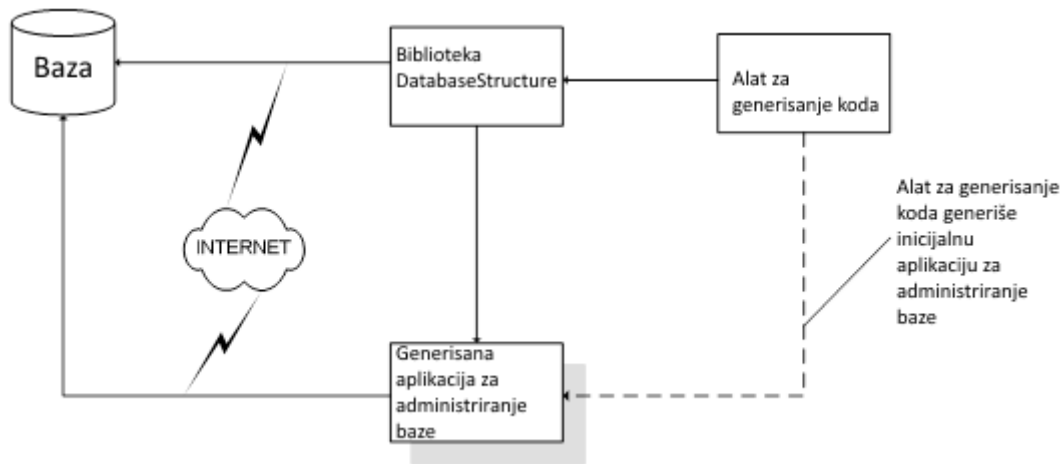 Baza
Biblioteka
DatabaseStructure
Alat za
generisanje koda
Alat za generisanje
koda generiše
inicijalnu
aplikaciju za
administriranje
baze
INTERNET
Generisana
aplikacija za
administriranje
baze